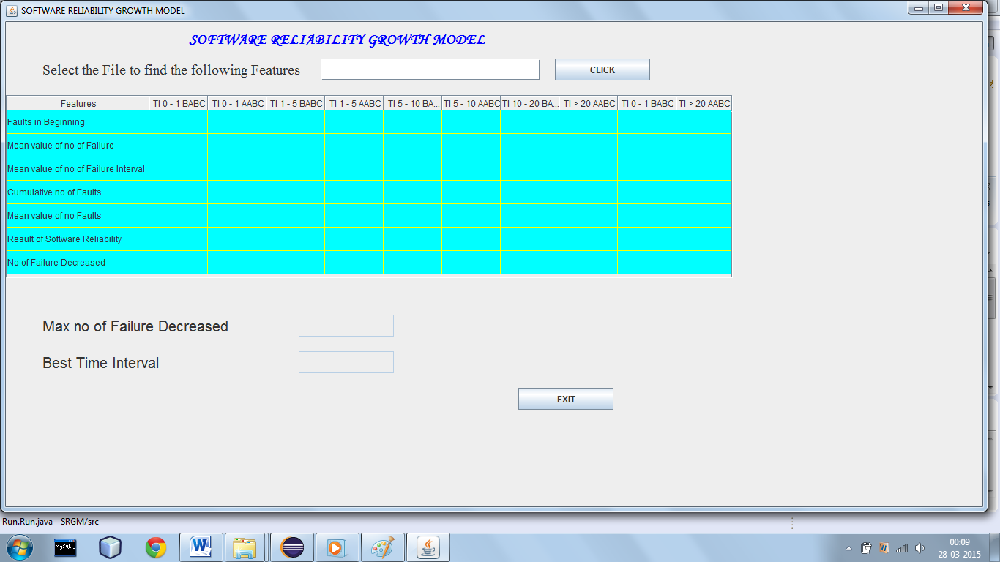 SOFTWARE RELIABILITY GROWTH MODEL
SOFTWARE RELIABILITY GROWTH MODEL
Select the File to find the following Features CLICK
Features TI 0 - 1 BABC TI 0 - 1 AABC TI 1 - 5 BABC TI 1 - 5 AABC TI 5 - 10 BA... TI 5 - 10 AABC TI 10 - 20 BA... TI > 20 AABC TI 0 - 1 BABC TI > 20 AABC
Faults in Beginning
Mean value of no of Failure
Mean value of no of Failure Interval
Cumulative no of Faults
Mean value of no Faults
Result of Software Reliability
No of Failure Decreased
Max no of Failure Decreased
Best Time Interval
EXIT
Run.Run.java - SRGM/src
MySQL
00:09
28-03-2015